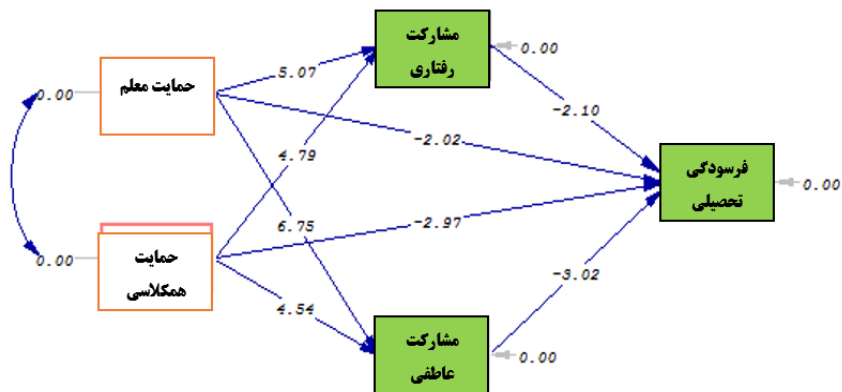 مشارکت
رفتاری
0.00
حمایت معلم
0.00
5.07
4.79
-2.10
-2.02
فرسودگی
تحصیلی
0.00
6.75
-2.97
حمایت
همکلاسی
0.00
4.54
-3.02
مشارکت
عاطفی
0.00